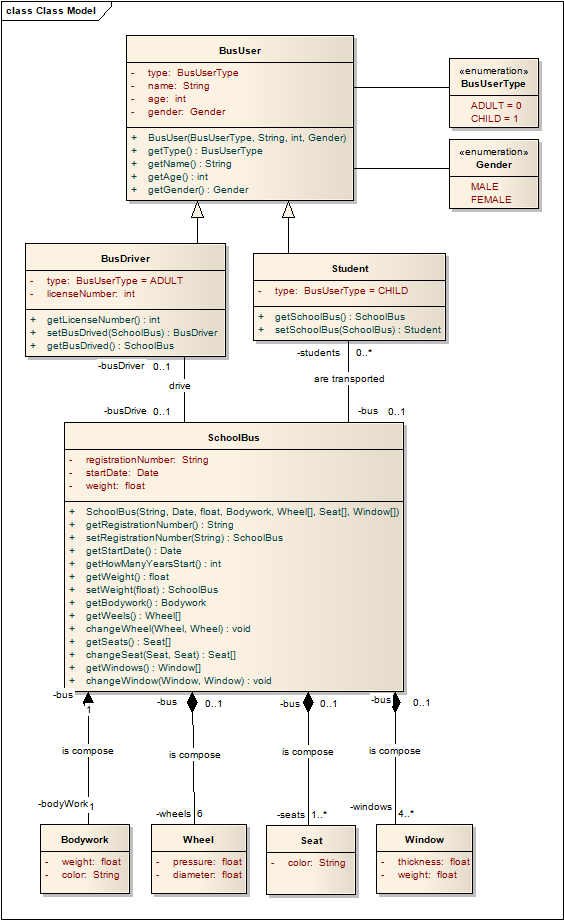 class Class Model
BusUser
- type: BusUserType
- name: String
- age: int
- gender: Gender
+ BusUser(BusUserType, String, int, Gender)
+ getType() : BusUserType
+ getName() : String
+ getAge() : int
+ getGender() : Gender
«enumeration»
BusUserType
ADULT = 0
CHILD = 1
«enumeration»
Gender
MALE
FEMALE
BusDriver
- type: BusUserType = ADULT
- licenseNumber: int
+ getLicenseNumber() : int
+ setBusDrived(SchoolBus) : BusDriver
+ getBusDrived() : SchoolBus
Student
- type: BusUserType = CHILD
+ getSchoolBus() : SchoolBus
+ setSchoolBus(SchoolBus) : Student
-busDriver 0..1
drive
-busDrive 0..1
-students 0..*
are transported
-bus 0..1
SchoolBus
- registrationNumber: String
- startDate: Date
- weight: float
+ SchoolBus(String, Date, float, Bodywork, Wheel[], Seat[], Window[])
+ getRegistrationNumber() : String
+ setRegistrationNumber(String) : SchoolBus
+ getStartDate() : Date
+ getHowManyYearsStart() : int
+ getWeight() : float
+ setWeight(float) : SchoolBus
+ getBodywork() : Bodywork
+ getWeels() : Wheel[]
+ changeWheel(Wheel, Wheel) : void
+ getSeats() : Seat[]
+ changeSeat(Seat, Seat) : Seat[]
+ getWindows() : Window[]
+ changeWindow(Window, Window) : void
-bus 1
is compose
-bodyWork 1
-bus 0..1
is compose
-wheels 6
-bus 0..1
is compose
-seats 1..*
-bus 0..1
is compose
-windows 4..*
Bodywork
- weight: float
- color: String
Wheel
- pressure: float
- diameter: float
Seat
- color: String
Window
- thickness: float
- weight: float